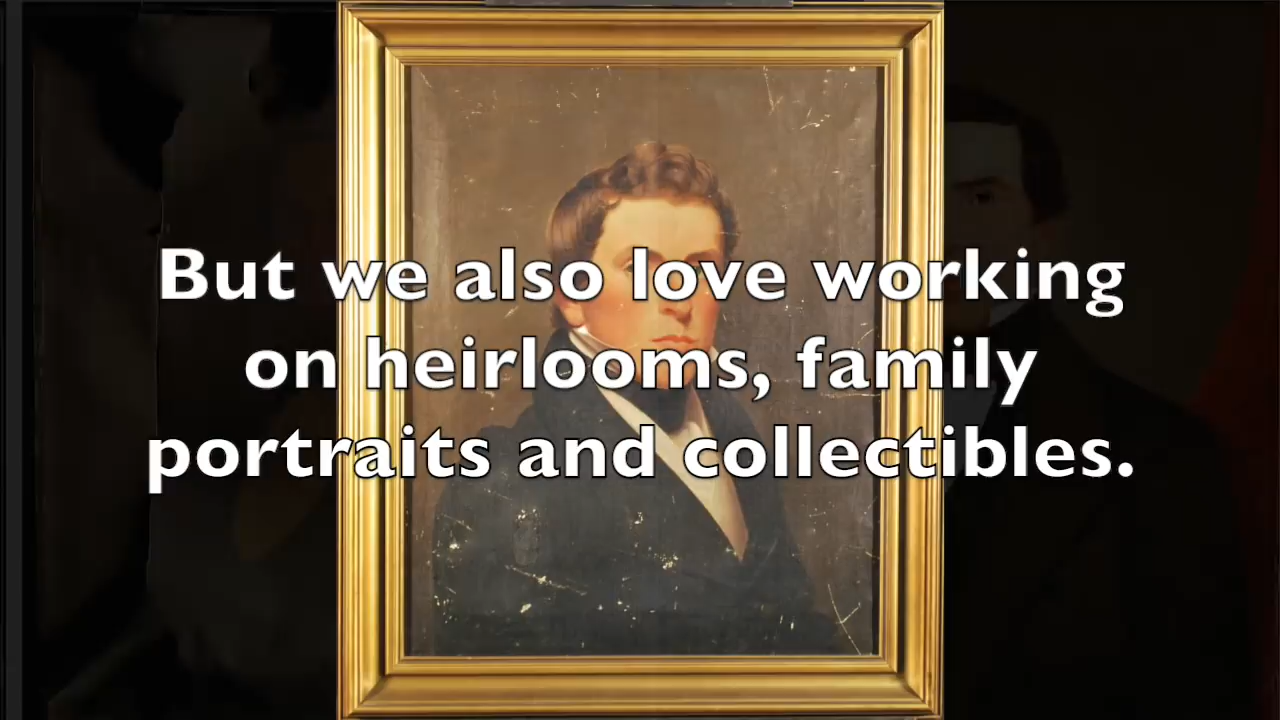 But we also love working
on heirlooms, family
portraits and collectibles.